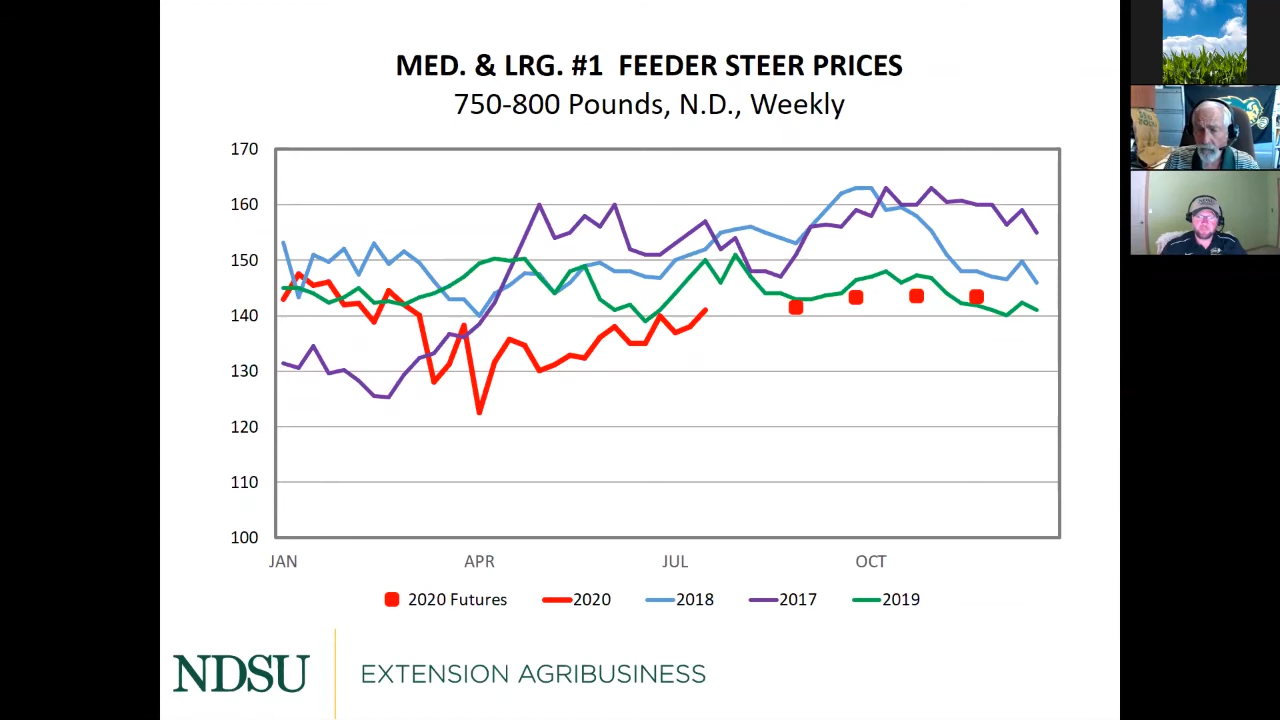 MED. & LRG. #1 FEEDER STEER PRICES
750-800 Pounds, N.D., Weekly
170
160
150
140
130
120
110
100
JAN APR JUL OCT
2020 Futures 2020 2018 2017 2019
NDSU EXTENSION AGRIBUSINESS